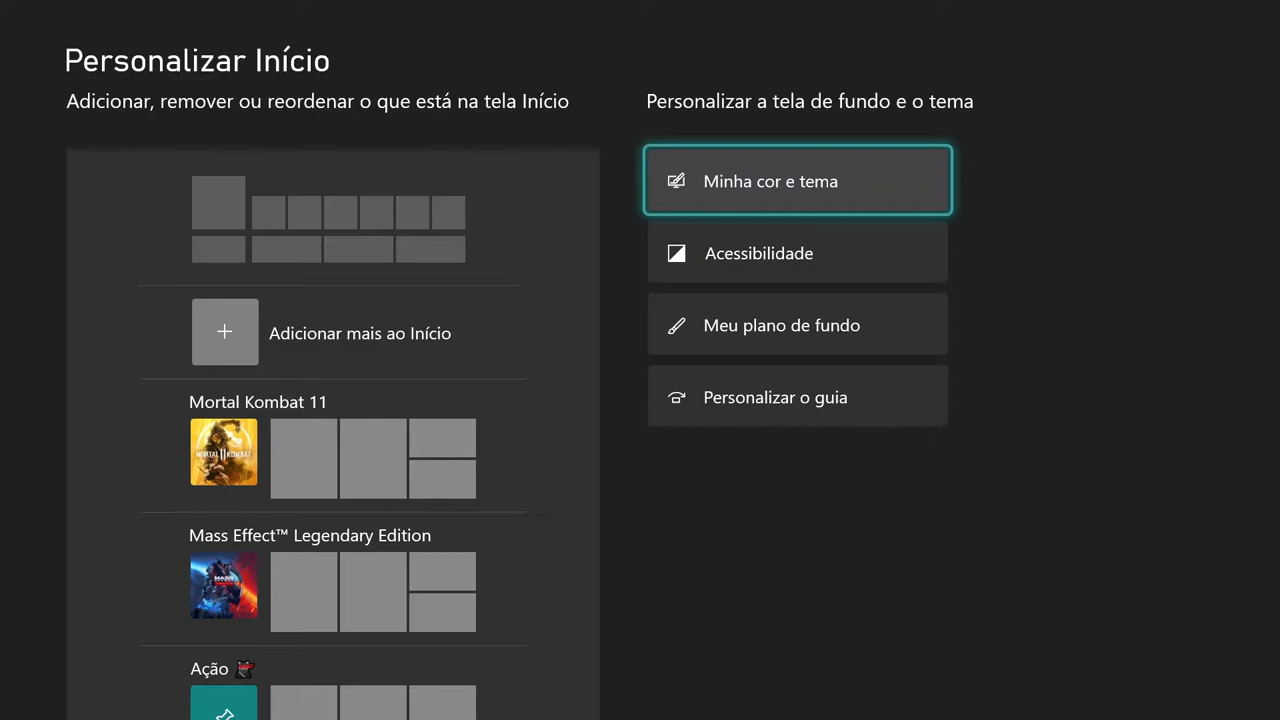 Personalizar Início
Adicionar, remover ou reordenar o que está na tela Início
Adicionar mais ao Início
Mortal Kombat 11
MORTAL KOMBAT
Mass Effect™ Legendary Edition
Ação
Personalizar a tela de fundo e o tema
Minha cor e tema
Acessibilidade
Meu plano de fundo
Personalizar o guia